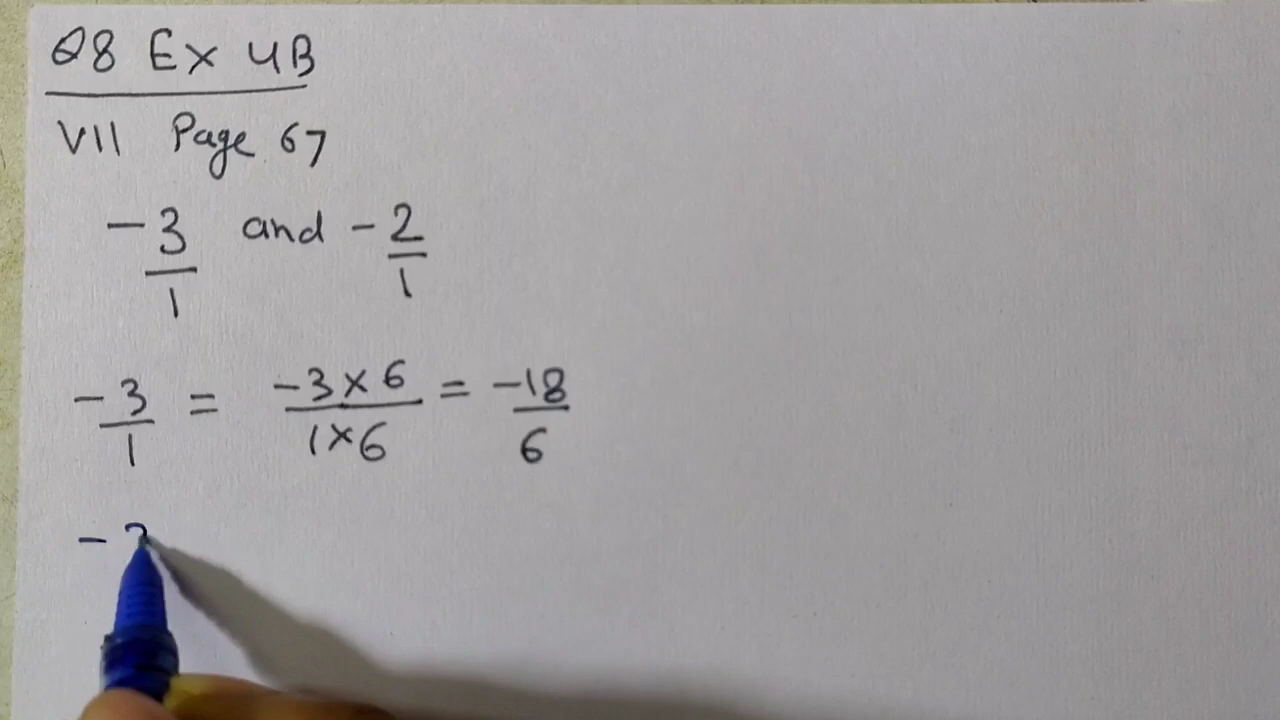 Q8 Ex 4B
VII Page 67
-3/1 and -2/1
-3/1 = -3×6/1×6 = -18/6
-